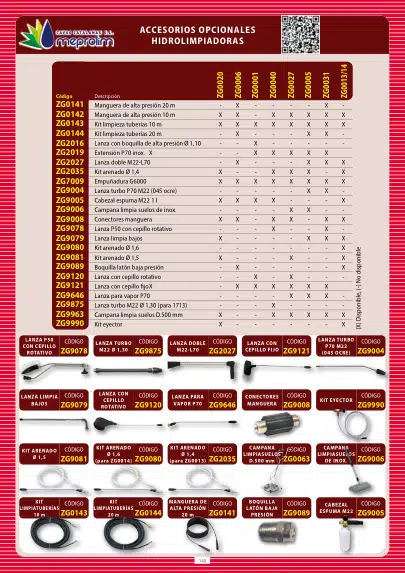 CUPRA CATALANAS S.L.
meprolim
ACCESORIOS OPCIONALES
HIDROLIMPIADORAS
Código Descripción ZG0020 ZG0006 ZG0001 ZG0040 ZG0027 ZG0005 ZG0031 ZG0013/14
ZG0141 Manguera de alta presión 20 m - X - - - - X -
ZG0142 Manguera de alta presión 10 m X X - X X X X X
ZG0143 Kit limpieza tuberías 10 m X X X X X X X X
ZG0144 Kit limpieza tuberías 20 m - X - - - X X X
ZG2016 Lanza con boquilla de alta presión Ø 1,10 - - X - - - - -
ZG2019 Extensión P70 inox. X - X X X X X -
ZG2027 Lanza doble M22-L70 - X - - - X X X
ZG2035 Kit arenado Ø 1,4 X - - X X - - X
ZG7009 Empuñadura G6000 X X X X X X X X
ZG9004 Lanza turbo P70 M22 (045 ocre) - - - - - X X -
ZG9005 Cabezal espuma M22 1 l X X X X - - X X
ZG9006 Campana limpia suelos de inox. - - - - X X - -
ZG9008 Conectores manguera X - - X X X X X
ZG9078 Lanza P50 con cepillo rotativo - - - X - - X -
ZG9079 Lanza limpia bajos X - - - - X X X
ZG9080 Kit arenado Ø 1,6 - - - - - - - X
ZG9081 Kit arenado Ø 1,5 X - - - X X X X
ZG9089 Boquilla latón baja presión - X - - - - - X
ZG9120 Lanza con cepillo rotativo - - X - X - - -
ZG9121 Lanza con cepillo fijoX - X X X X X X -
ZG9646 Lanza para vapor P70 - - - - X X X -
ZG9875 Lanza turbo M22 Ø 1,30 (para 1713) - - - X - - - -
ZG9963 Campana limpia suelos D.500 mm X - - X X X X X
ZG9990 Kit eyector X - - - X - - X
(X) Disponible, (-) No disponible
LANZA P50 CON CEPILLO ROTATIVO CÓDIGO ZG9078
LANZA TURBO M22 Ø 1,30 CÓDIGO ZG9875
LANZA DOBLE M22-L70 CÓDIGO ZG2027
LANZA CON CEPILLO FIJO CÓDIGO ZG9121
LANZA TURBO P70 M22 (045 OCRE) CÓDIGO ZG9004
LANZA LIMPIA BAJOS CÓDIGO ZG9079
LANZA CON CEPILLO ROTATIVO CÓDIGO ZG9120
LANZA PARA VAPOR P70 CÓDIGO ZG9646
CONECTORES MANGUERA CÓDIGO ZG9008
KIT EYECTOR CÓDIGO ZG9990
KIT ARENADO Ø 1,5 CÓDIGO ZG9081
KIT ARENADO Ø 1,6 (para ZG0014) CÓDIGO ZG9080
KIT ARENADO Ø 1,4 (para ZG0013) CÓDIGO ZG2035
CAMPANA LIMPIASUELOS D.500 mm CÓDIGO ZG0063
CAMPANA LIMPIASUELOS DE INOX. CÓDIGO ZG9006
KIT LIMPIATUBERÍAS 10 m CÓDIGO ZG0143
KIT LIMPIATUBERÍAS 20 m CÓDIGO ZG0144
MANGUERA DE ALTA PRESIÓN 20 m CÓDIGO ZG0141
BOQUILLA LATÓN BAJA PRESIÓN CÓDIGO ZG9089
CABEZAL ESPUMA M22 CÓDIGO ZG9005